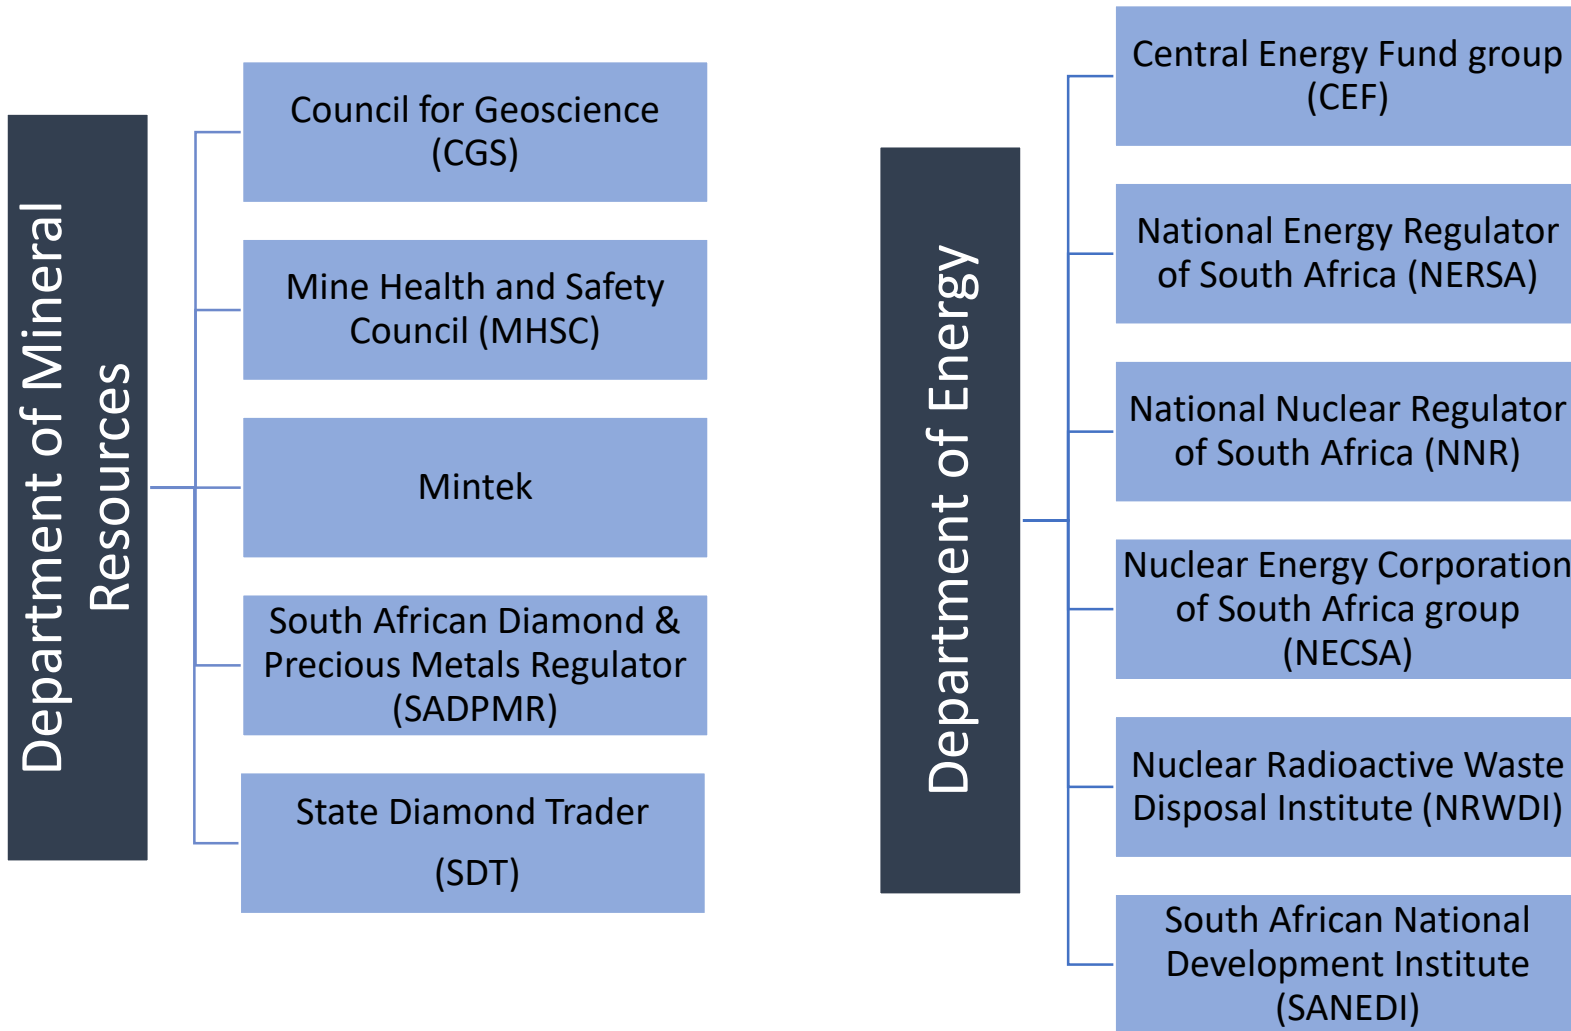 Department of Mineral
Resources
Council for Geoscience
(CGS)
Mine Health and Safety
Council (MHSC)
Mintek
South African Diamond &
Precious Metals Regulator
(SADPMR)
State Diamond Trader
(SDT)
Department of Energy
Central Energy Fund group
(CEF)
National Energy Regulator
of South Africa (NERSA)
National Nuclear Regulator
of South Africa (NNR)
Nuclear Energy Corporation
of South Africa group
(NECSA)
Nuclear Radioactive Waste
Disposal Institute (NRWDI)
South African National
Development Institute
(SANEDI)